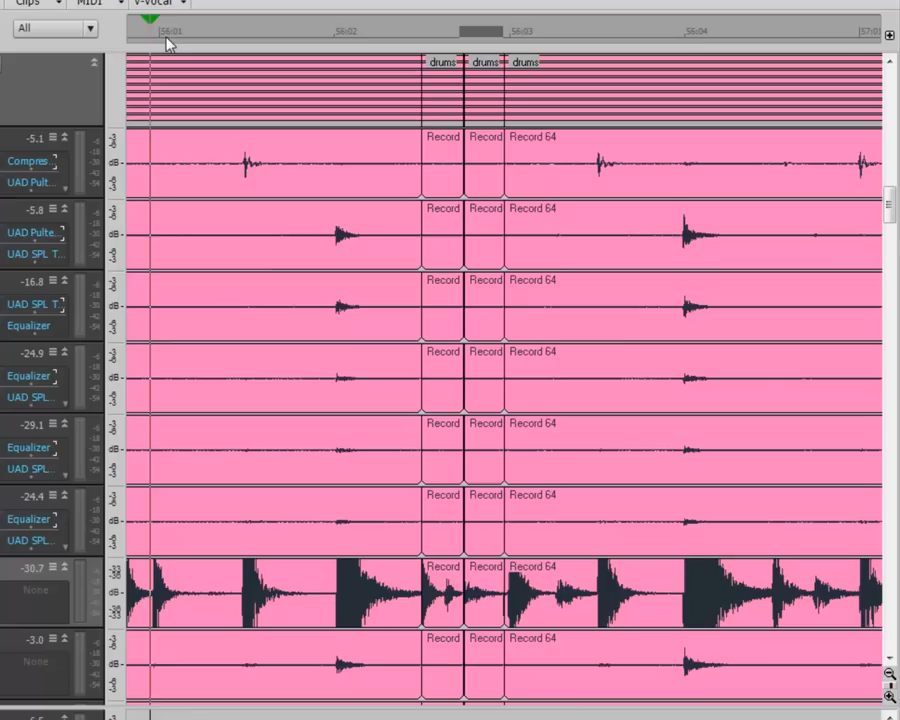 Clips MIDI V-Vocal
All
56:01 56:02 56:03 56:04 57:01
drums drums drums
-5.1
Compres...
UAD Pult...
Record Record Record 64
-5.8
UAD Pulte...
UAD SPL T...
Record Record Record 64
-16.8
UAD SPL T...
Equalizer
Record Record Record 64
-24.9
Equalizer
UAD SPL...
Record Record Record 64
-29.1
Equalizer
UAD SPL...
Record Record Record 64
-24.4
Equalizer
UAD SPL...
Record Record Record 64
-30.7
None
Record Record Record 64
-3.0
None
Record Record Record 64